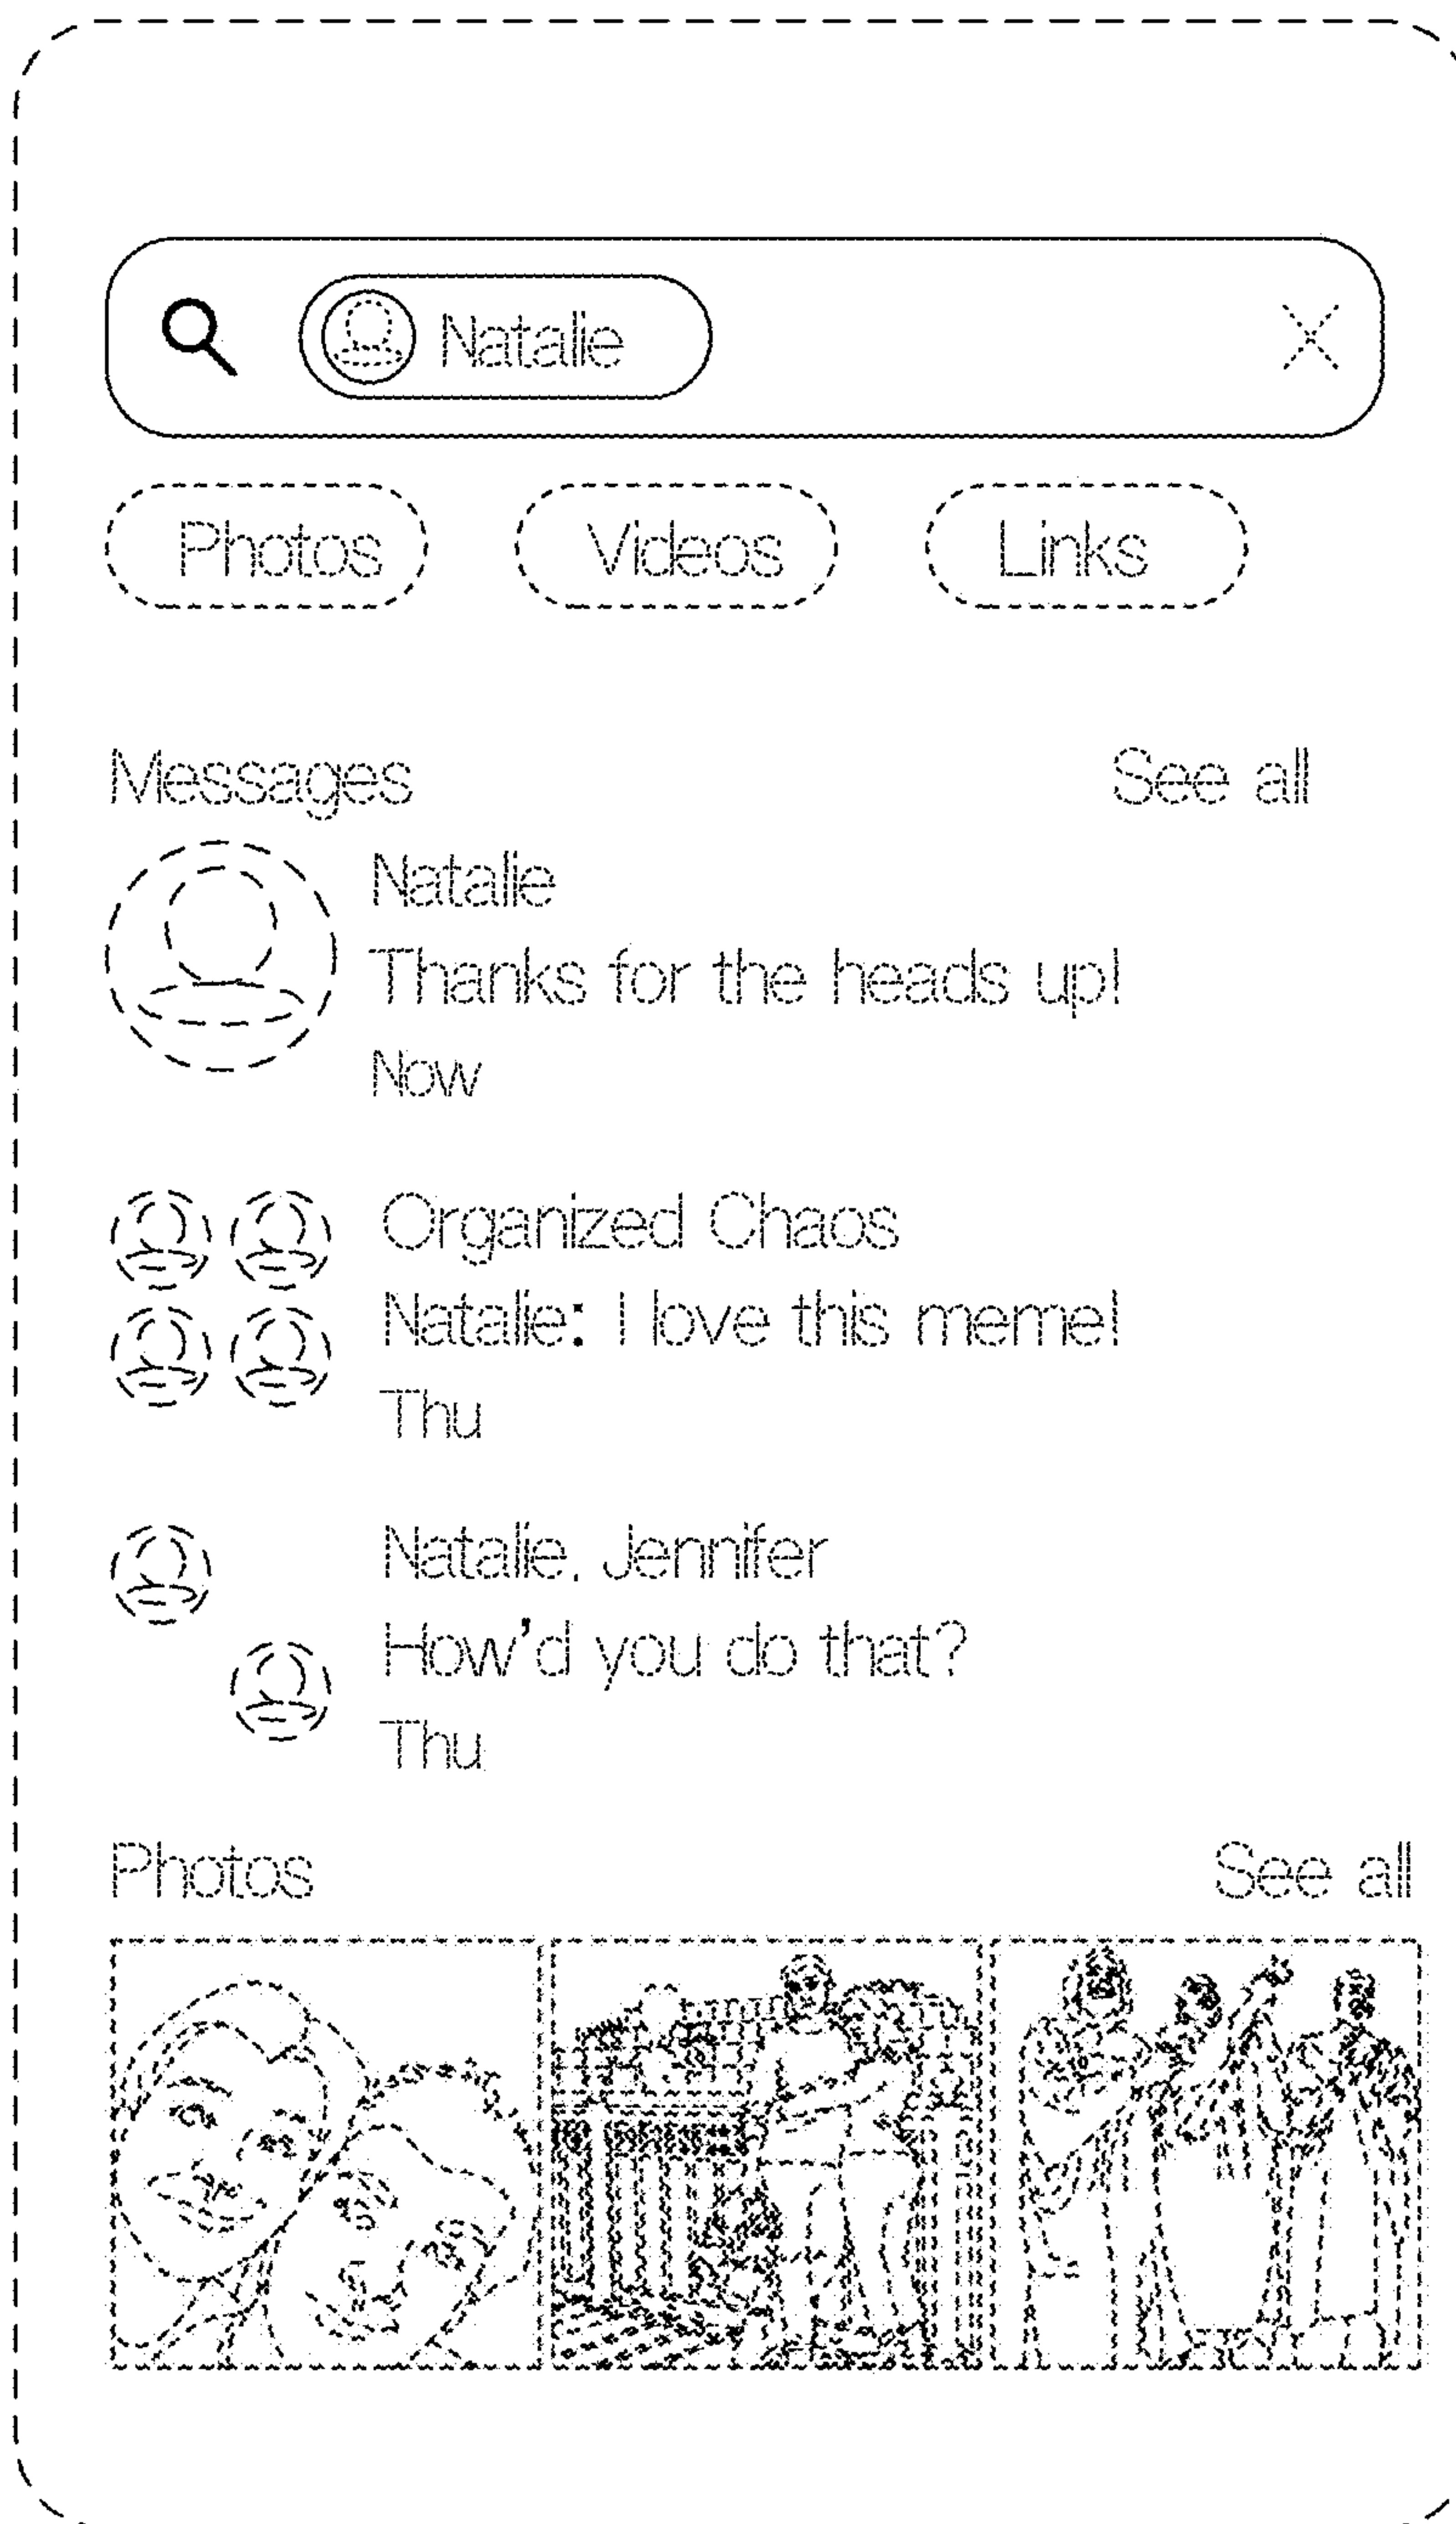 Natalie
Photos Videos Links
Messages See all
Natalie
Thanks for the heads up!
Now
Organized Chaos
Natalie: I love this meme!
Thu
Natalie, Jennifer
How'd you do that?
Thu
Photos See all